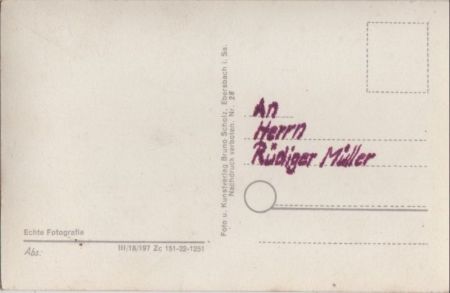 An
Herrn
Rüdiger Müller
Foto u. Kunstverlag Bruno Scholz, Ebersbach i. Sa.
Nachdruck verboten. Nr. 28
Echte Fotografie
III/18/197 Zc 151-22-1251
Abs: